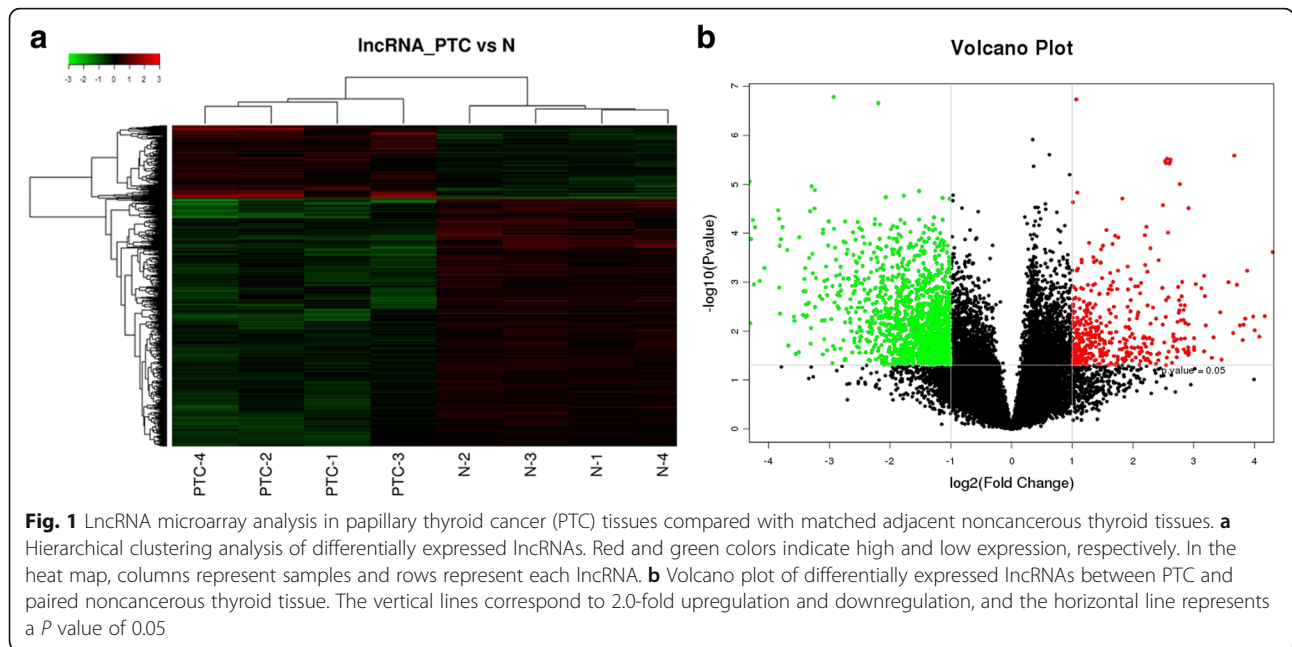 a
lncRNA_PTC vs N
-3 -2 -1 0 1 2 3
PTC-4
PTC-2
PTC-1
PTC-3
N-2
N-3
N-1
N-4
b
Volcano Plot
-log10(Pvalue)
7
6
5
4
3
2
1
0
p.value = 0.05
-4 -3 -2 -1 0 1 2 3 4
log2(Fold Change)
Fig. 1 LncRNA microarray analysis in papillary thyroid cancer (PTC) tissues compared with matched adjacent noncancerous thyroid tissues. a
Hierarchical clustering analysis of differentially expressed lncRNAs. Red and green colors indicate high and low expression, respectively. In the
heat map, columns represent samples and rows represent each lncRNA. b Volcano plot of differentially expressed lncRNAs between PTC and
paired noncancerous thyroid tissue. The vertical lines correspond to 2.0-fold upregulation and downregulation, and the horizontal line represents
a P value of 0.05